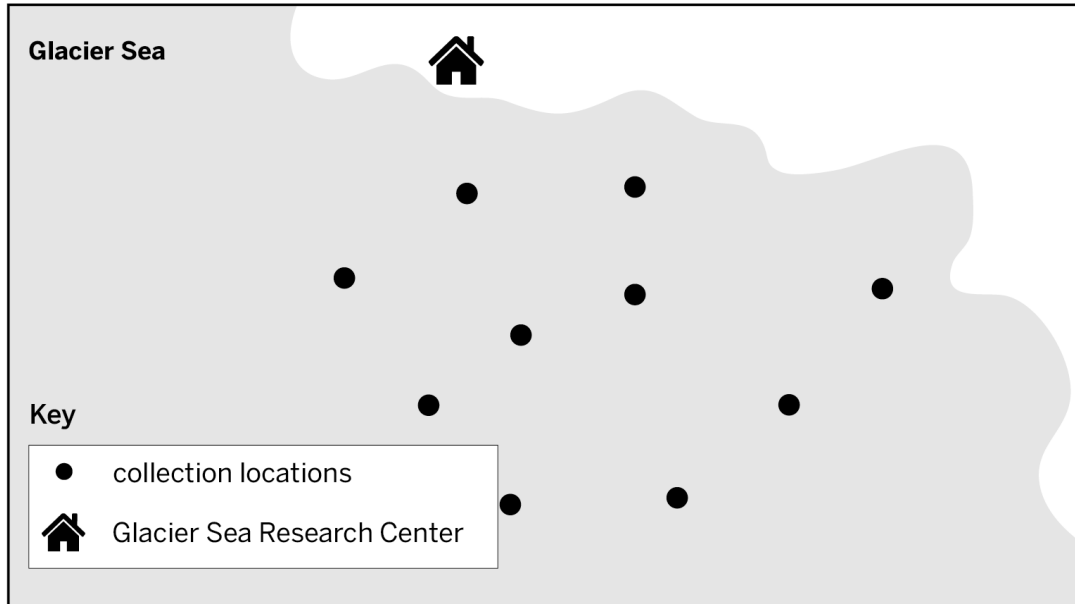 Glacier Sea
Key
collection locations
Glacier Sea Research Center